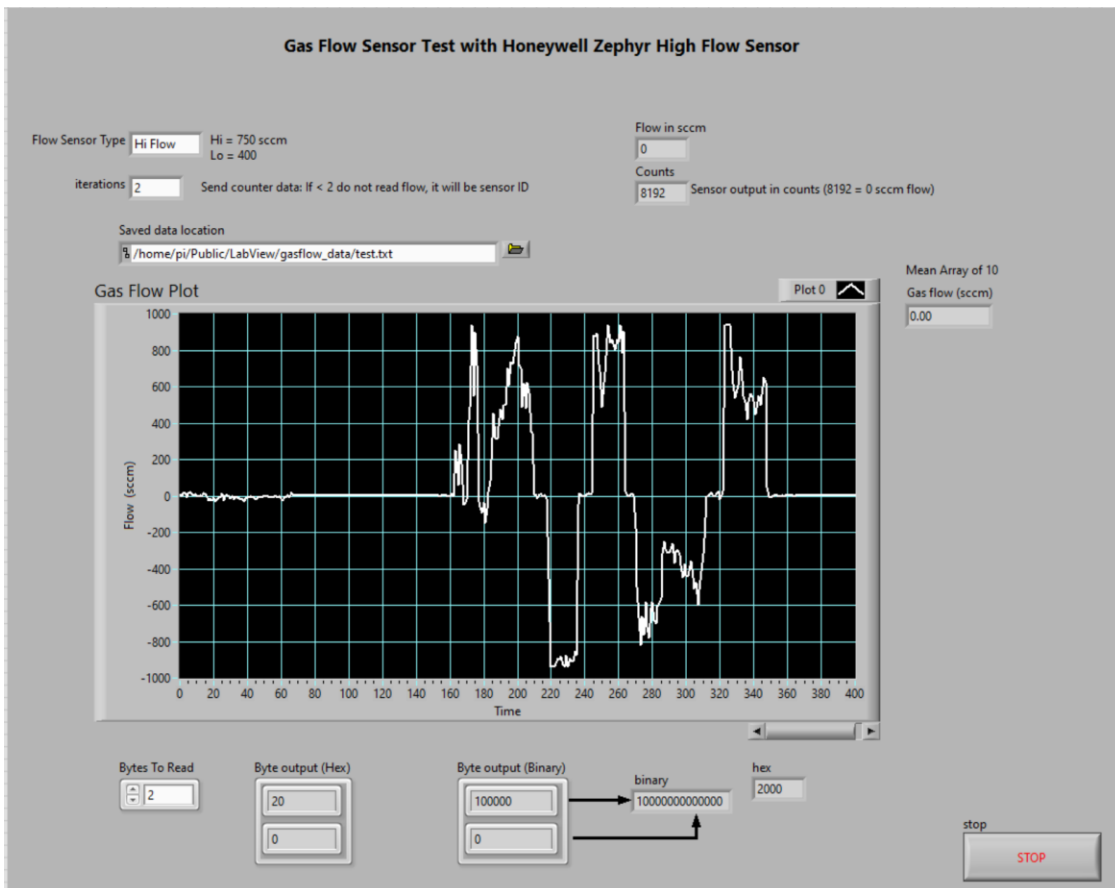 Gas Flow Sensor Test with Honeywell Zephyr High Flow Sensor
Flow Sensor Type
Hi Flow
Hi = 750 sccm
Lo = 400
iterations
2
Send counter data: If < 2 do not read flow, it will be sensor ID
Flow in sccm
0
Counts
8192
Sensor output in counts (8192 = 0 sccm flow)
Saved data location
/home/pi/Public/LabView/gasflow_data/test.txt
Mean Array of 10
Gas flow (sccm)
0.00
Gas Flow Plot
Plot 0
Flow (sccm)
1000
800
600
400
200
0
-200
-400
-600
-800
-1000
0 20 40 60 80 100 120 140 160 180 200 220 240 260 280 300 320 340 360 380 400
Time
Bytes To Read
2
Byte output (Hex)
20
0
Byte output (Binary)
100000
0
binary
10000000000000
hex
2000
stop
STOP